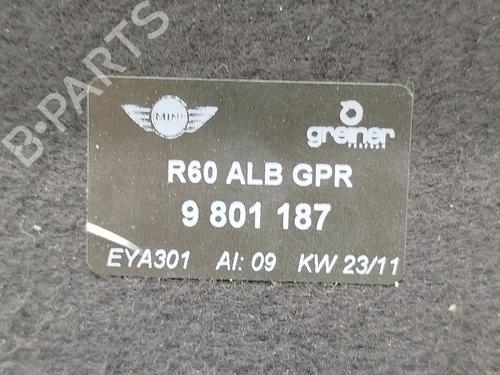 B-PARTS
MINI
greiner
R60 ALB GPR
9 801 187
EYA301 AI: 09 KW 23/11